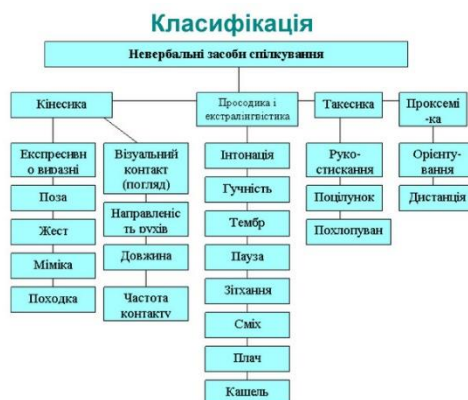 Класифікація
Невербальні засоби спілкування
Кінесика
Просодика і
екстралінгвістика
Такесика
Проксемі
-ка
Експресивн
о виразні
Поза
Жест
Міміка
Походка
Візуальний
контакт
(погляд)
Направленіс
ть рухів
Довжина
Частота
контакту
Інтонація
Гучність
Тембр
Пауза
Зітхання
Сміх
Плач
Кашель
Руко-
стискання
Поцілунок
Похлопуван
Орієнту-
вання
Дистанція